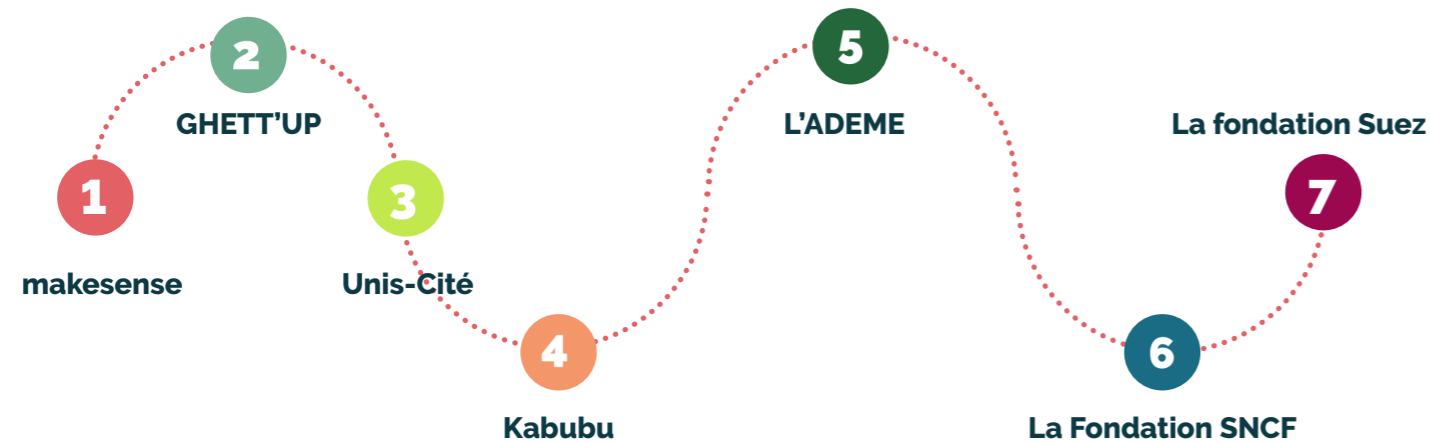 1
makesense
2
GHETT’UP
3
Unis-Cité
4
Kabubu
5
L’ADEME
6
La Fondation SNCF
7
La fondation Suez